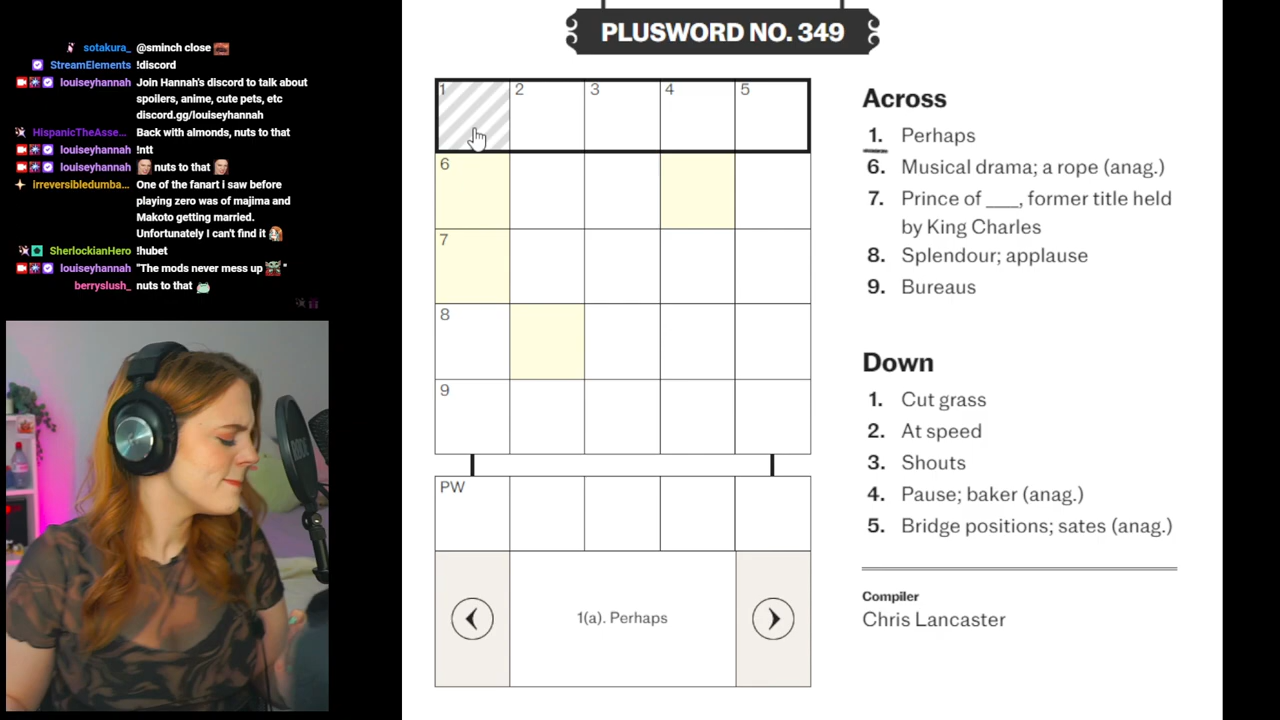 sotakura_ @sminch close
StreamElements !discord
louiseyhannah Join Hannah's discord to talk about
spoilers, anime, cute pets, etc
discord.gg/louiseyhannah
HispanicTheAsse... Back with almonds, nuts to that
louiseyhannah !ntt
louiseyhannah nuts to that
irreversibledumba... One of the fanart i saw before
playing zero was of majima and
Makoto getting married.
Unfortunately I can't find it
SherlockianHero !hubet
louiseyhannah "The mods never mess up "
berryslush_ nuts to that
PLUSWORD NO. 349
1 2 3 4 5
6
7
8
9
PW
1(a). Perhaps
Across
1. Perhaps
6. Musical drama; a rope (anag.)
7. Prince of ___, former title held
by King Charles
8. Splendour; applause
9. Bureaus
Down
1. Cut grass
2. At speed
3. Shouts
4. Pause; baker (anag.)
5. Bridge positions; sates (anag.)
Compiler
Chris Lancaster